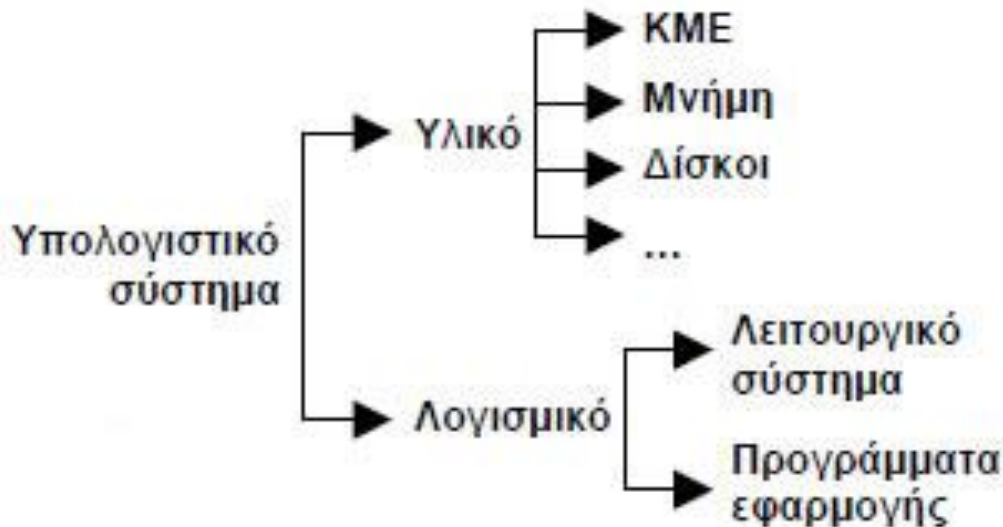 Υπολογιστικό
σύστημα
Υλικό
ΚΜΕ
Μνήμη
Δίσκοι
...
Λογισμικό
Λειτουργικό
σύστημα
Προγράμματα
εφαρμογής